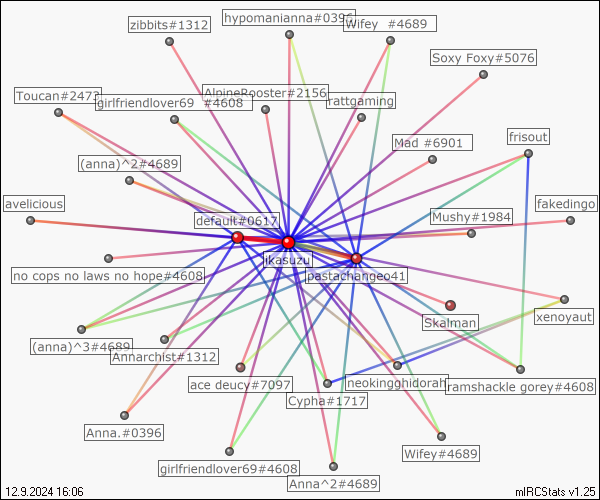 zibbits#1312
hypomanianna#0396
Wifey #4689
Soxy Foxy#5076
Toucan#2473
girlfriendlover69 #4608
AlpineRooster#2156
rattgaming
Mad #6901
frisout
(anna)^2#4689
avelicious
default#0617
Mushy#1984
fakedingo
no cops no laws no hope#4608
jkasuzu
pastachangeo41
Skalman
xenoyaut
(anna)^3#4689
Annarchist#1312
ace deucy#7097
Cypha#1717
neokingghidorah
ramshackle gorey#4608
Anna.#0396
girlfriendlover69#4608
Anna^2#4689
Wifey#4689
12.9.2024 16:06
mIRCStats v1.25